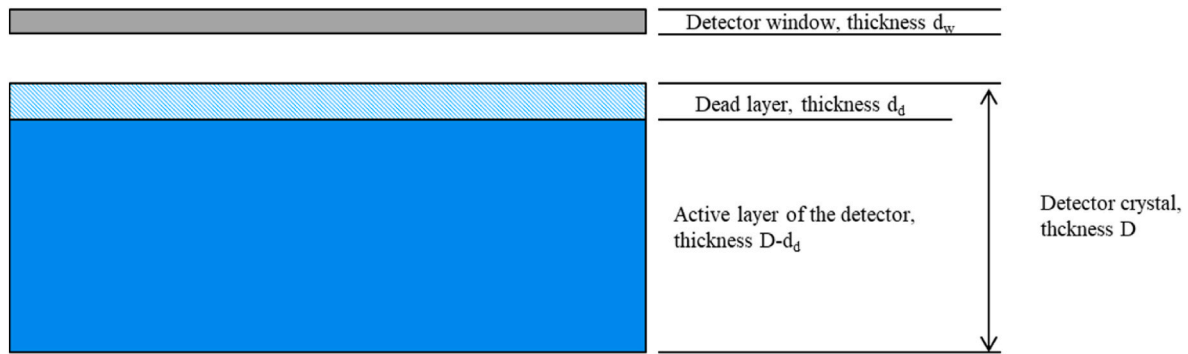 Detector window, thickness dw
Dead layer, thickness dd
Active layer of the detector,
thickness D-dd
Detector crystal,
thckness D